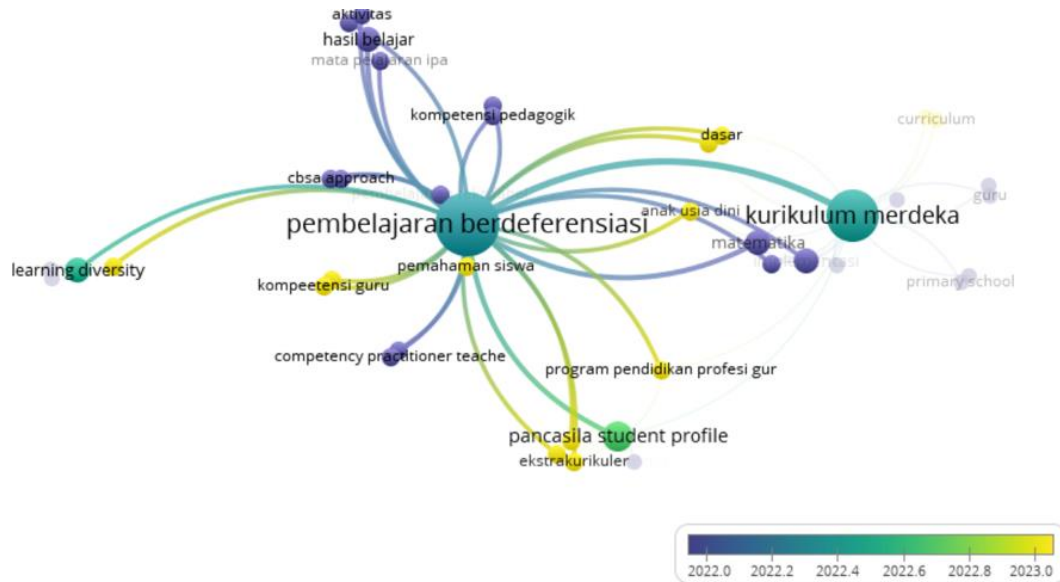 aktivitas
hasil belajar
mata pelajaran ipa
kompetensi pedagogik
dasar
curriculum
cbsa approach
guru
anak usia dini
kurikulum merdeka
pembelajaran berdeferensiasi
matematika
pemahaman siswa
learning diversity
kompeetensi guru
primary school
competency practitioner teache
program pendidikan profesi gur
pancasila student profile
ekstrakurikuler
2022.0 2022.2 2022.4 2022.6 2022.8 2023.0